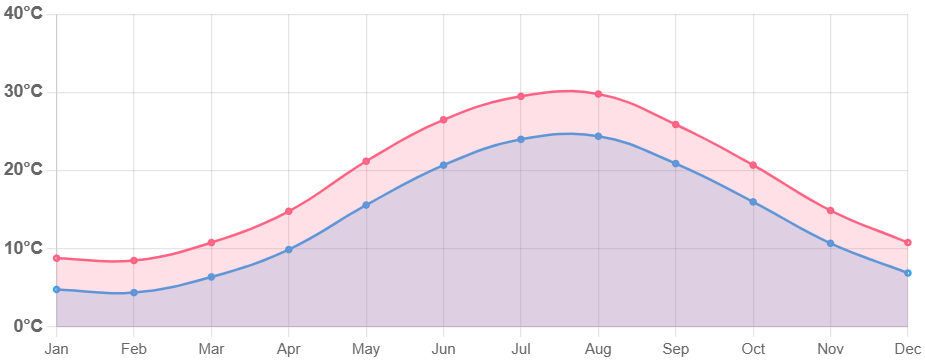 40°C
30°C
20°C
10°C
0°C
Jan Feb Mar Apr May Jun Jul Aug Sep Oct Nov Dec